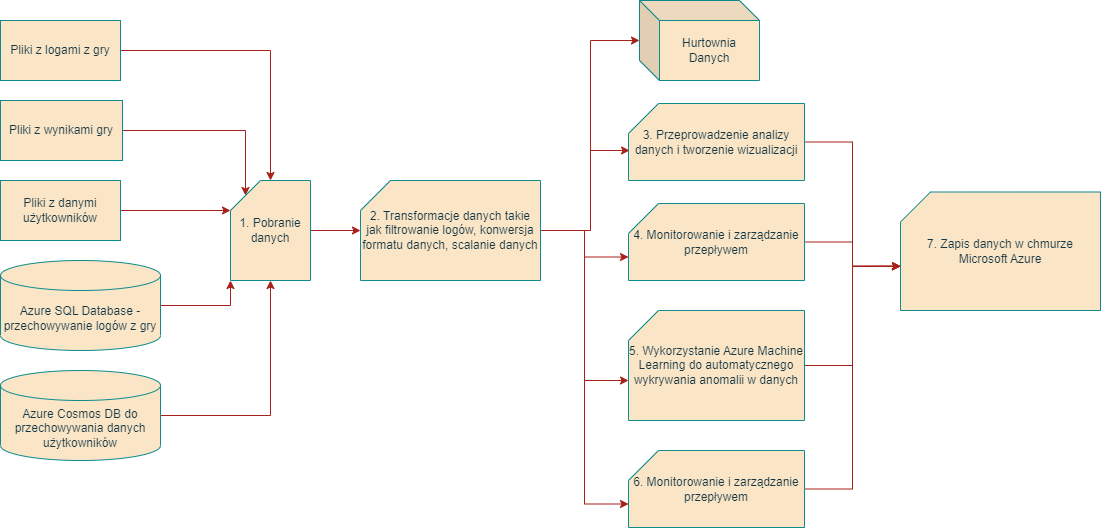 Pliki z logami z gry
Pliki z wynikami gry
Pliki z danymi
użytkowników
Azure SQL Database -
przechowywanie logów z gry
Azure Cosmos DB do
przechowywania danych
użytkowników
1. Pobranie
danych
2. Transformacje danych takie
jak filtrowanie logów, konwersja
formatu danych, scalanie danych
Hurtownia
Danych
3. Przeprowadzenie analizy
danych i tworzenie wizualizacji
4. Monitorowanie i zarządzanie
przepływem
5. Wykorzystanie Azure Machine
Learning do automatycznego
wykrywania anomalii w danych
6. Monitorowanie i zarządzanie
przepływem
7. Zapis danych w chmurze
Microsoft Azure